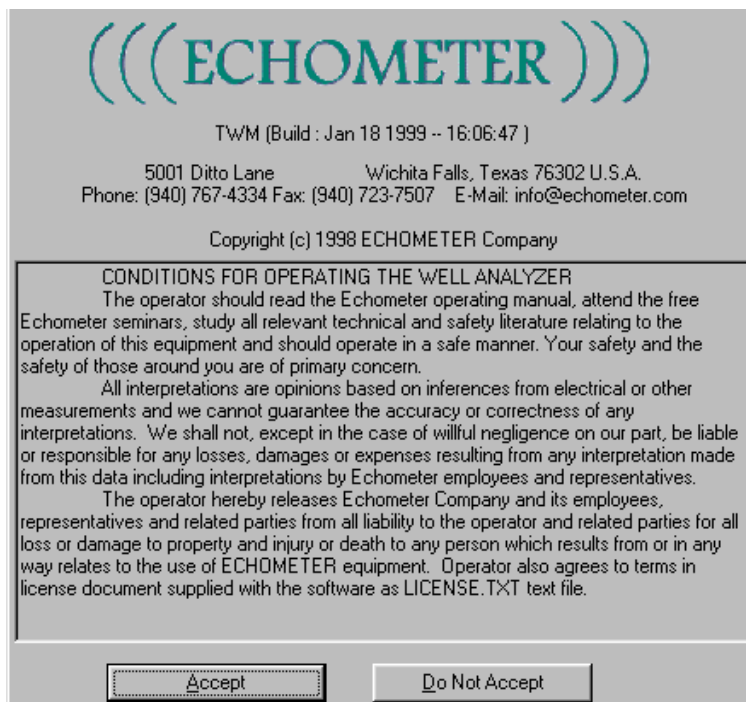 (((ECHOMETER)))
TWM (Build : Jan 18 1999 -- 16:06:47 )
5001 Ditto Lane Wichita Falls, Texas 76302 U.S.A.
Phone: (940) 767-4334 Fax: (940) 723-7507 E-Mail: info@echometer.com
Copyright (c) 1998 ECHOMETER Company
CONDITIONS FOR OPERATING THE WELL ANALYZER
The operator should read the Echometer operating manual, attend the free
Echometer seminars, study all relevant technical and safety literature relating to the
operation of this equipment and should operate in a safe manner. Your safety and the
safety of those around you are of primary concern.
All interpretations are opinions based on inferences from electrical or other
measurements and we cannot guarantee the accuracy or correctness of any
interpretations. We shall not, except in the case of willful negligence on our part, be liable
or responsible for any losses, damages or expenses resulting from any interpretation made
from this data including interpretations by Echometer employees and representatives.
The operator hereby releases Echometer Company and its employees,
representatives and related parties from all liability to the operator and related parties for all
loss or damage to property and injury or death to any person which results from or in any
way relates to the use of ECHOMETER equipment. Operator also agrees to terms in
license document supplied with the software as LICENSE.TXT text file.
Accept Do Not Accept